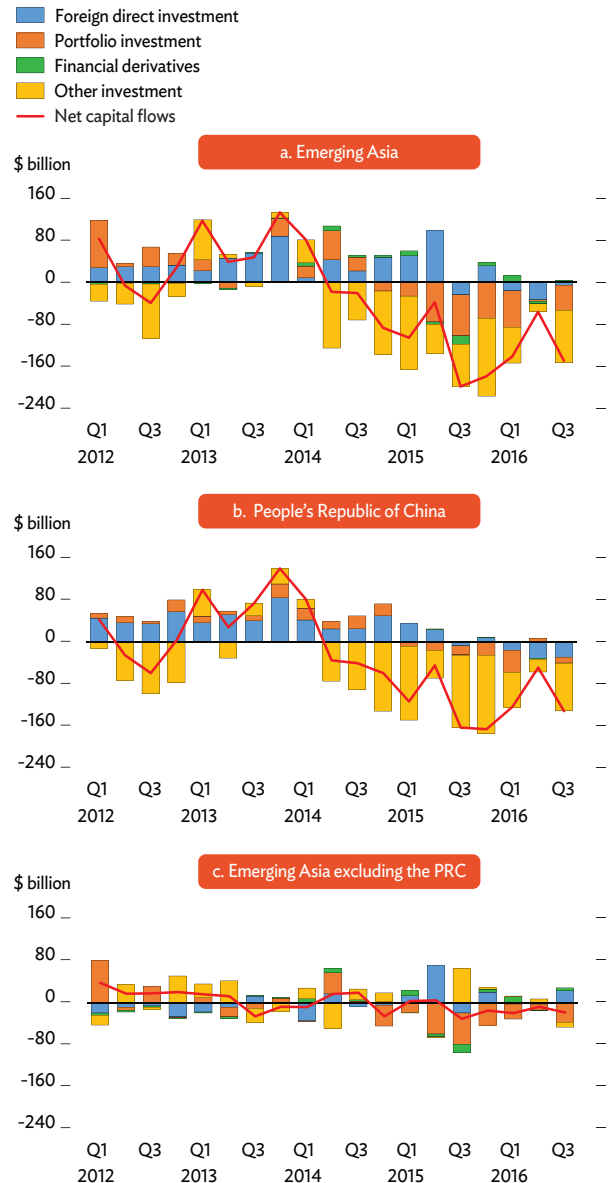 Foreign direct investment
Portfolio investment
Financial derivatives
Other investment
Net capital flows
a. Emerging Asia
$ billion
160
80
0
-80
-160
-240
Q1 Q3 Q1 Q3 Q1 Q3 Q1 Q3 Q1 Q3
2012 2013 2014 2015 2016
b. People's Republic of China
$ billion
160
80
0
-80
-160
-240
Q1 Q3 Q1 Q3 Q1 Q3 Q1 Q3 Q1 Q3
2012 2013 2014 2015 2016
c. Emerging Asia excluding the PRC
$ billion
160
80
0
-80
-160
-240
Q1 Q3 Q1 Q3 Q1 Q3 Q1 Q3 Q1 Q3
2012 2013 2014 2015 2016